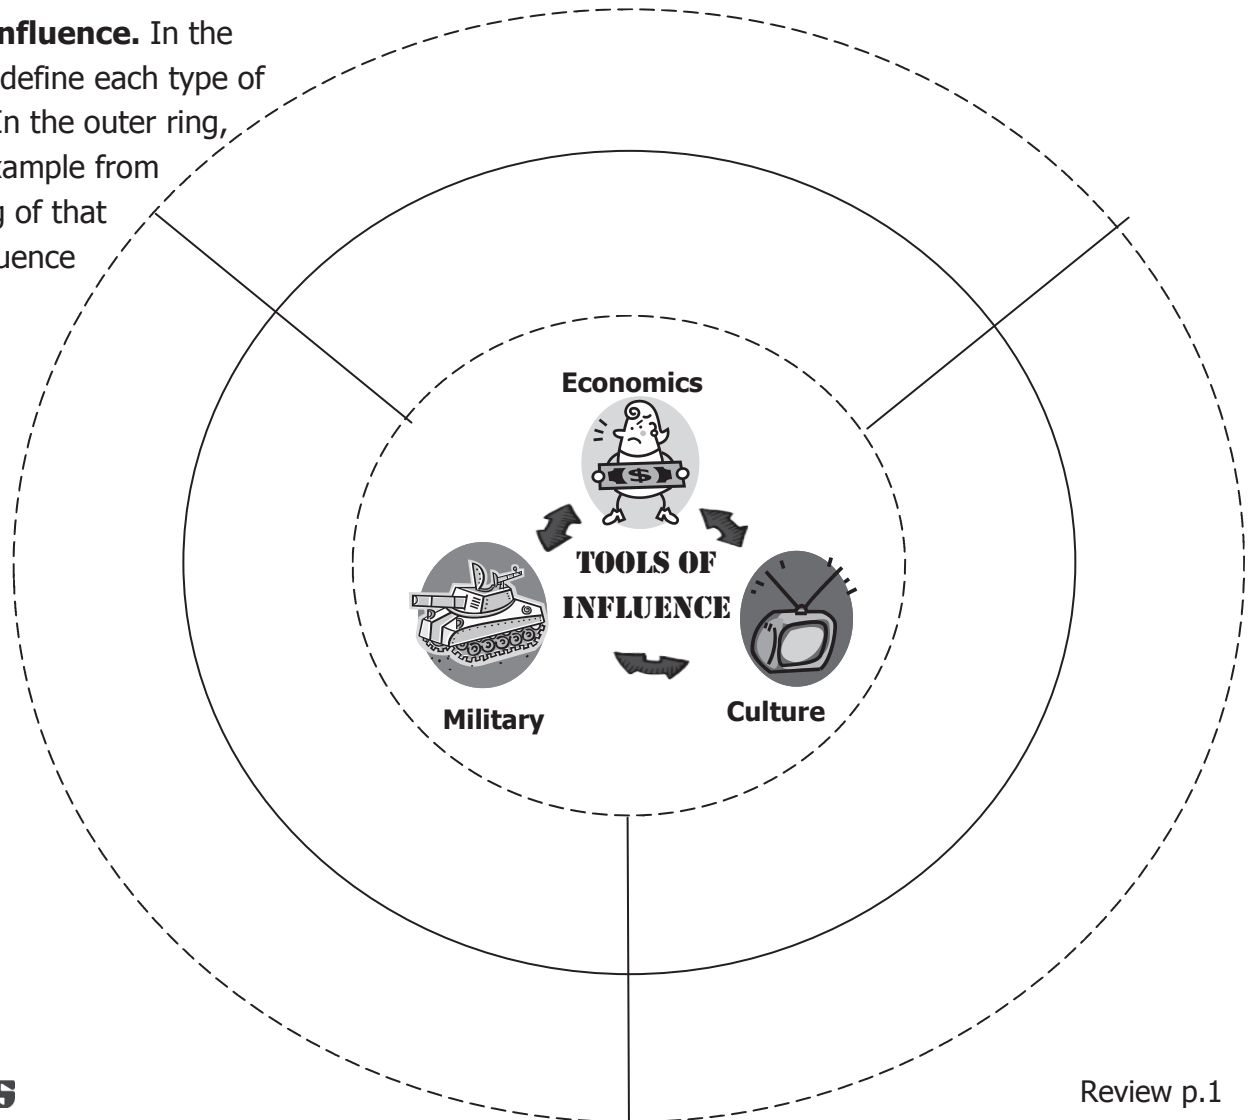 nfluence. In the
define each type of
In the outer ring,
ample from
g of that
uence
Economics
$
TOOLS OF
INFLUENCE
Military
Culture
S
Review p.1